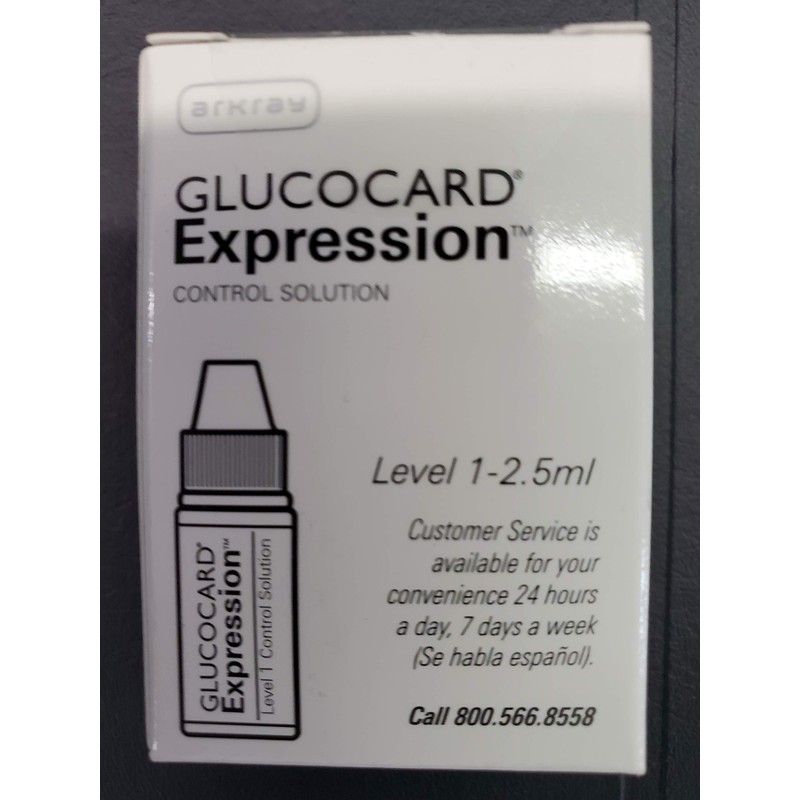 arkray
GLUCOCARD®
Expression™
CONTROL SOLUTION
Level 1-2.5ml
Customer Service is
available for your
convenience 24 hours
a day, 7 days a week
(Se habla español).
Call 800.566.8558
GLUCOCARD®
Expression™
Level 1 Control Solution